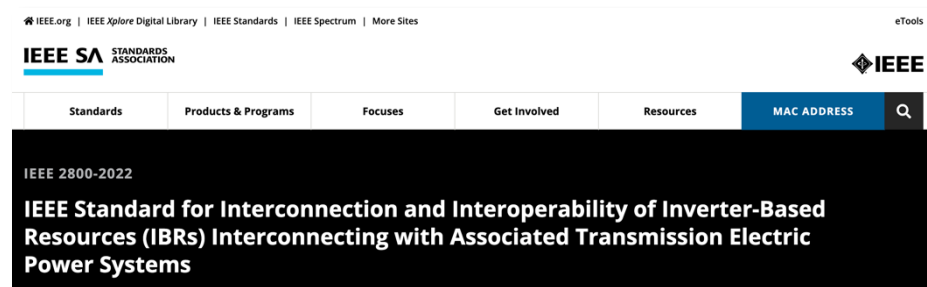 IEEE.org | IEEE Xplore Digital Library | IEEE Standards | IEEE Spectrum | More Sites eTools
IEEE SA STANDARDS ASSOCIATION
IEEE
Standards Products & Programs Focuses Get Involved Resources MAC ADDRESS
IEEE 2800-2022
IEEE Standard for Interconnection and Interoperability of Inverter-Based
Resources (IBRs) Interconnecting with Associated Transmission Electric
Power Systems